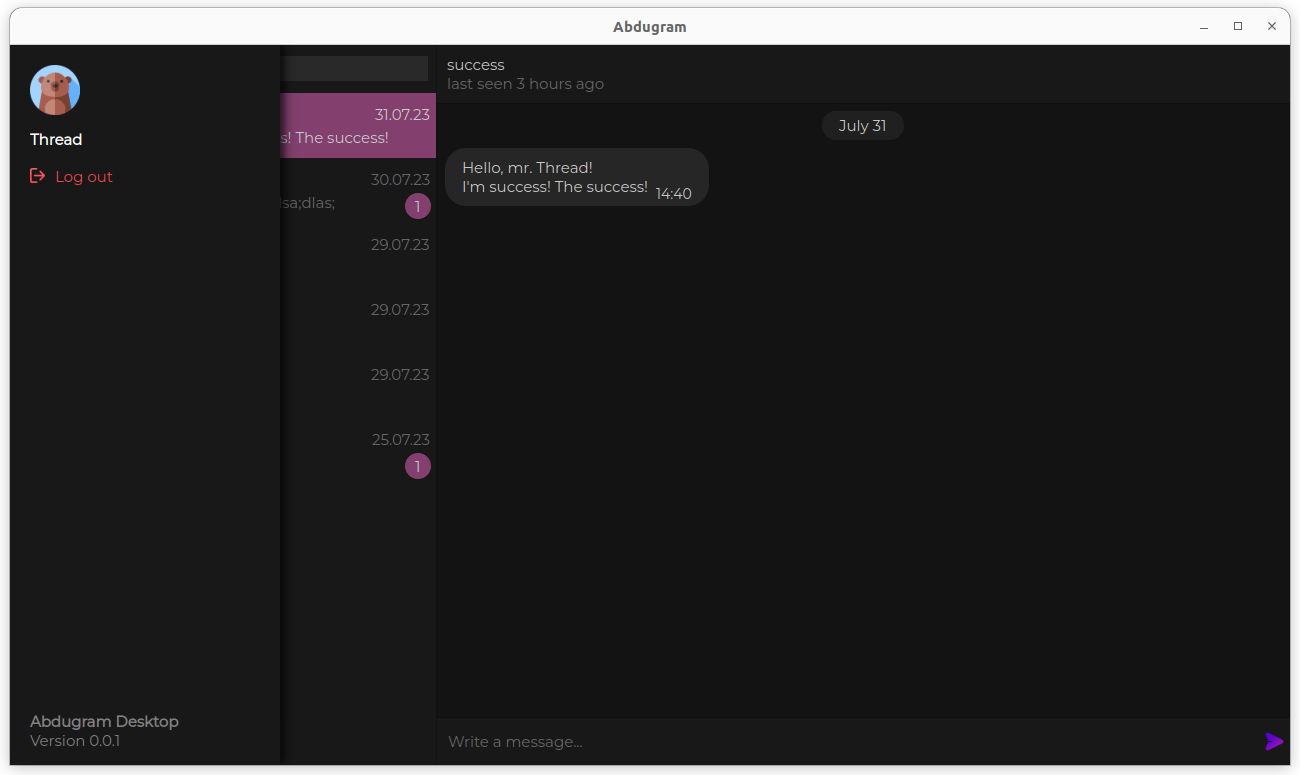 Abdugram
Thread
Log out
Abdugram Desktop
Version 0.0.1
31.07.23
s! The success!
30.07.23
lsa;dlas;
1
29.07.23
29.07.23
29.07.23
25.07.23
1
success
last seen 3 hours ago
July 31
Hello, mr. Thread!
I'm success! The success! 14:40
Write a message...